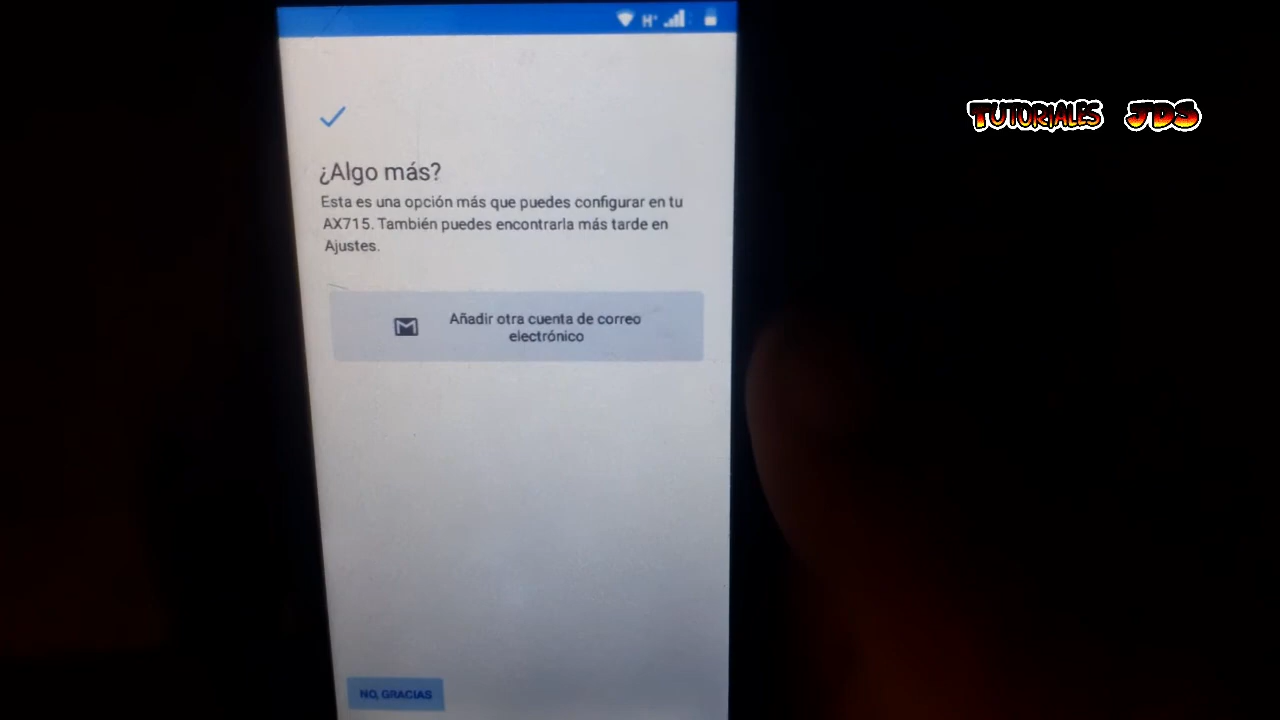 H+
TUTORIALES JDS
¿Algo más?
Esta es una opción más que puedes configurar en tu
AX715. También puedes encontrarla más tarde en
Ajustes.
Añadir otra cuenta de correo
electrónico
NO, GRACIAS